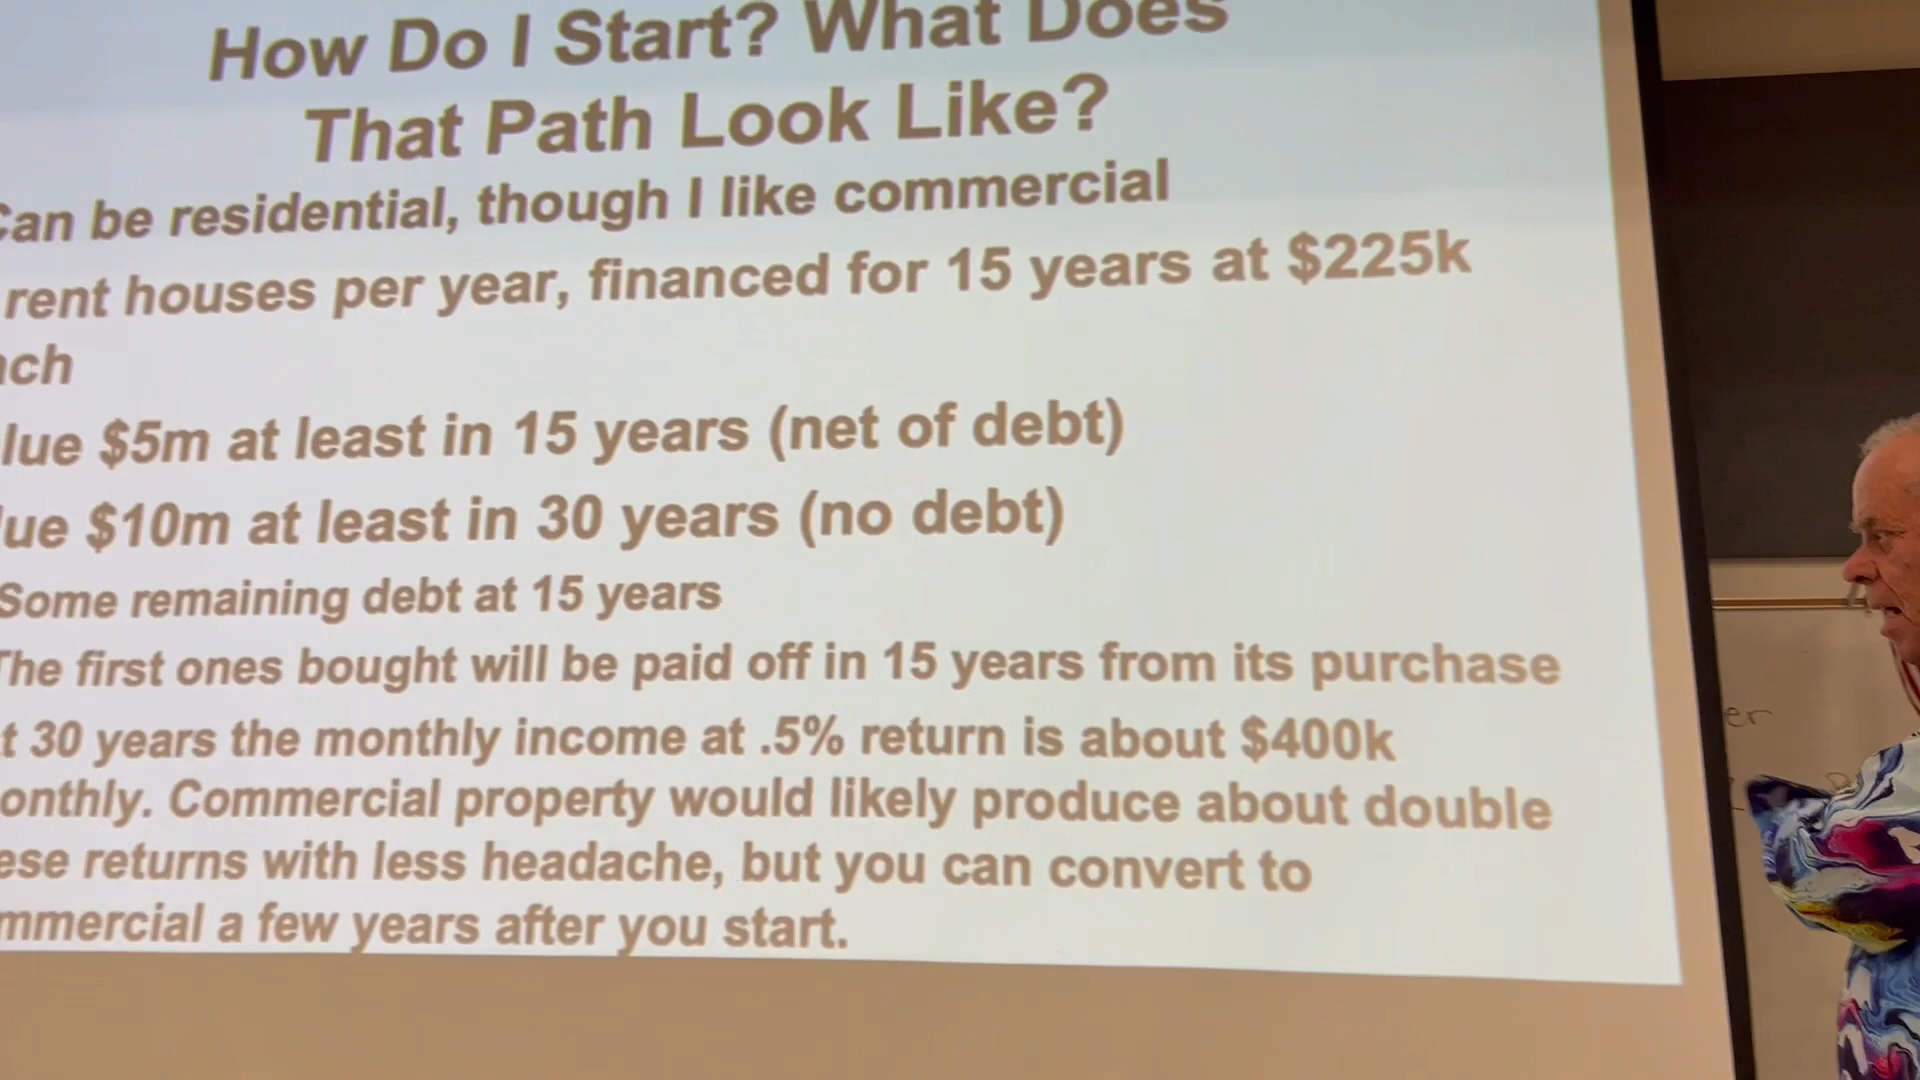 How Do I Start? What Does
That Path Look Like?
Can be residential, though I like commercial
rent houses per year, financed for 15 years at $225k
ach
lue $5m at least in 15 years (net of debt)
ue $10m at least in 30 years (no debt)
Some remaining debt at 15 years
The first ones bought will be paid off in 15 years from its purchase
t 30 years the monthly income at .5% return is about $400k
onthly. Commercial property would likely produce about double
ese returns with less headache, but you can convert to
mmercial a few years after you start.
er